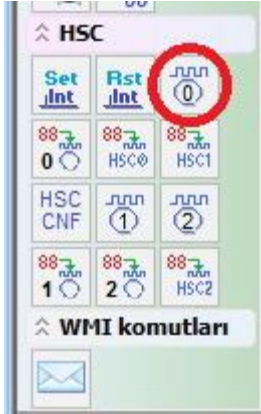 HSC
Set Int Rst Int 0
88 0 88 HSC0 88 HSC1
HSC CNF 1 2
88 1 88 2 88 HSC2
WMI komutları